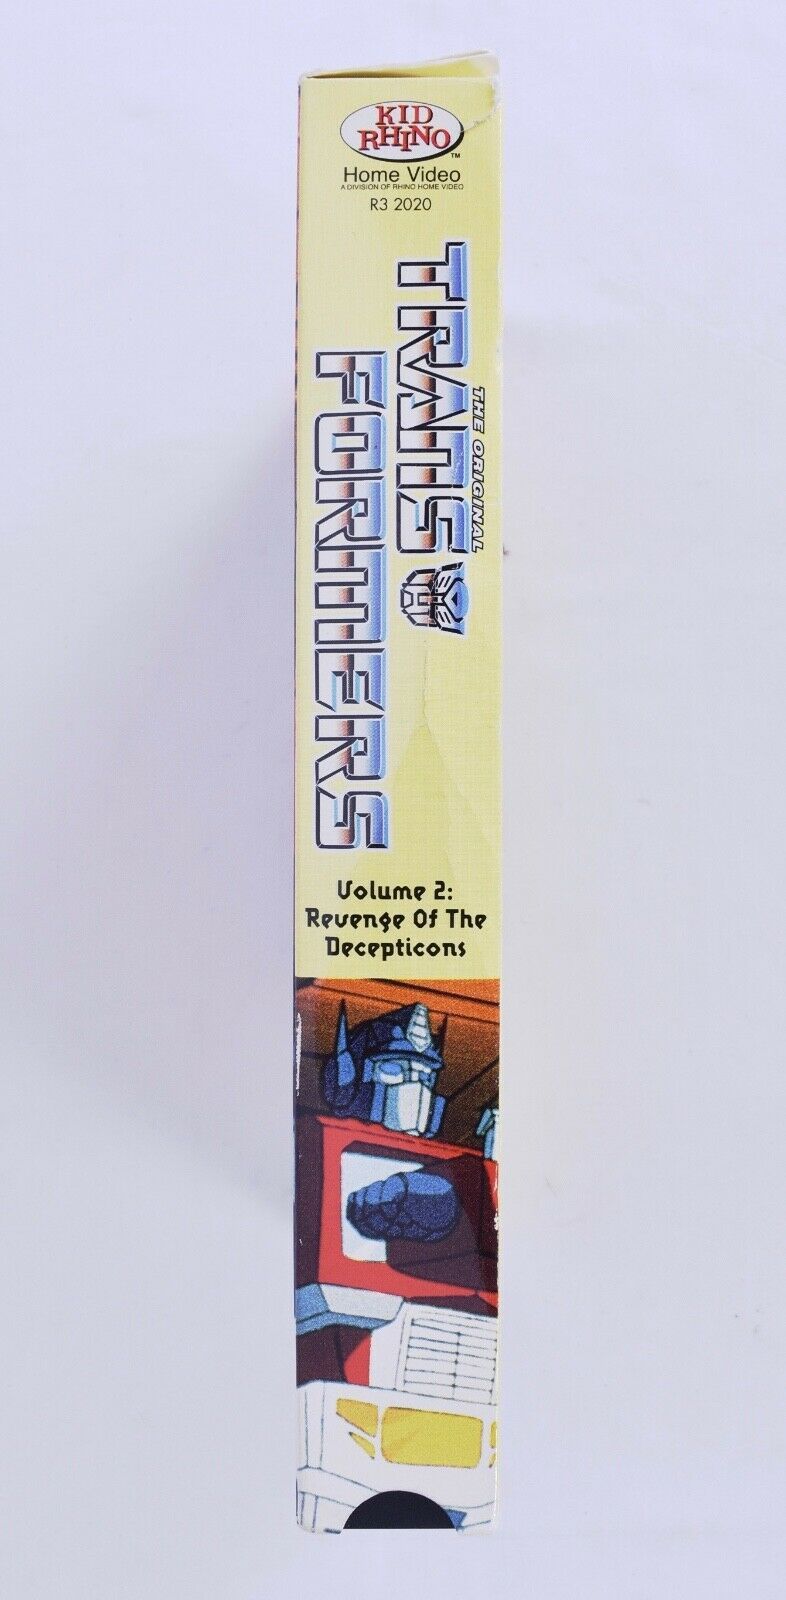 KID
RHINO
TM
Home Video
A DIVISION OF RHINO HOME VIDEO
R3 2020
THE ORIGINAL
TRANS
FORMERS
Volume 2:
Revenge Of The
Decepticons